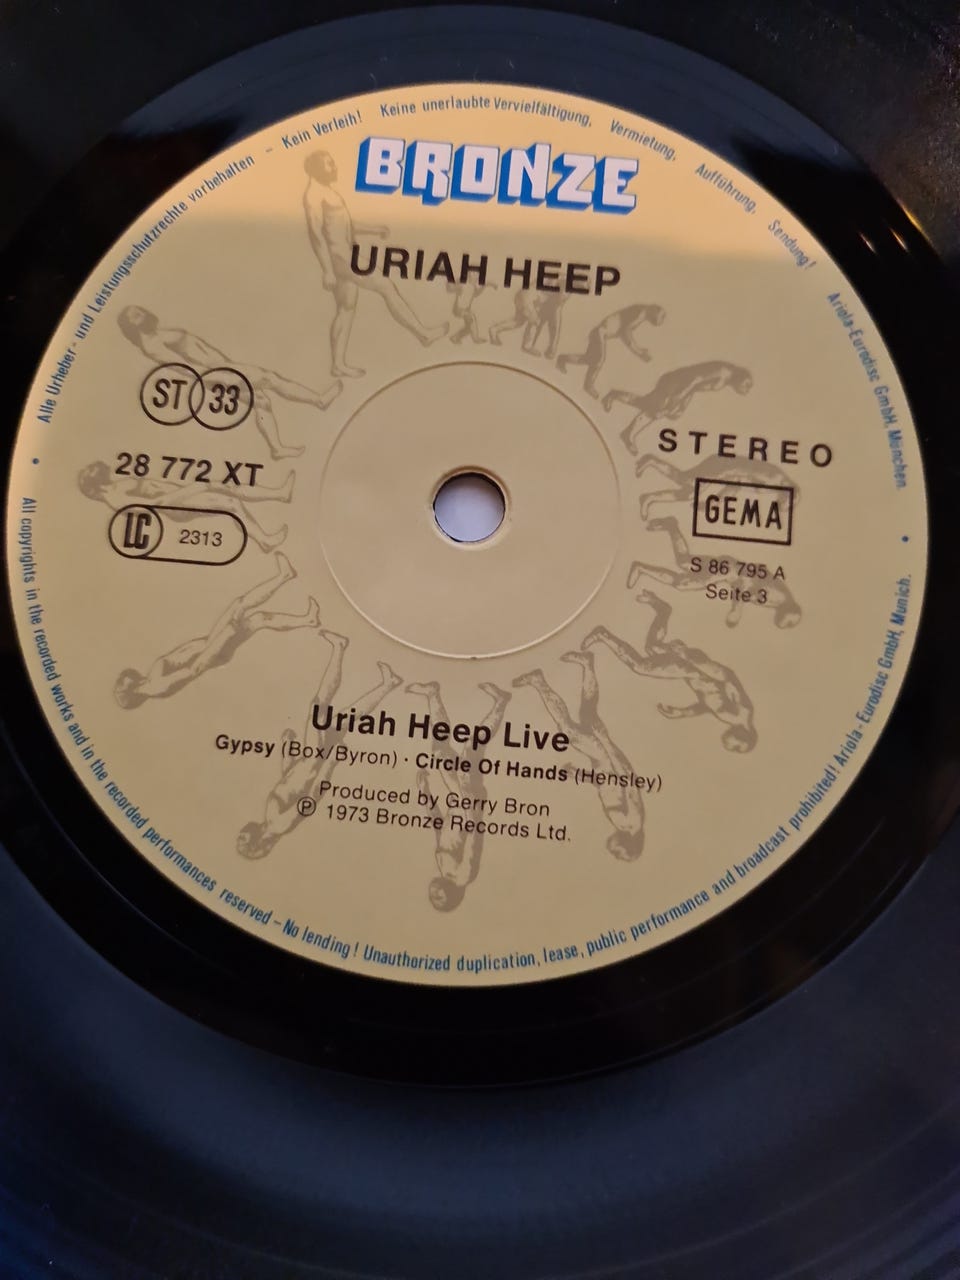 Alle Urheber- und Leistungsschutzrechte vorbehalten - Kein Verleih! Keine unerlaubte Vervielfältigung, Vermietung, Aufführung, Sendung!
BRONZE
URIAH HEEP
ST 33
28 772 XT
LC 2313
STEREO
GEMA
S 86 795 A
Seite 3
Uriah Heep Live
Gypsy (Box/Byron) · Circle Of Hands (Hensley)
Produced by Gerry Bron
℗ 1973 Bronze Records Ltd.
Ariola-Eurodisc GmbH, München
All copyrights in the recorded works and in the recorded performances reserved - No lending! Unauthorized duplication, lease, public performance and broadcast prohibited! Ariola-Eurodisc GmbH, Munich.